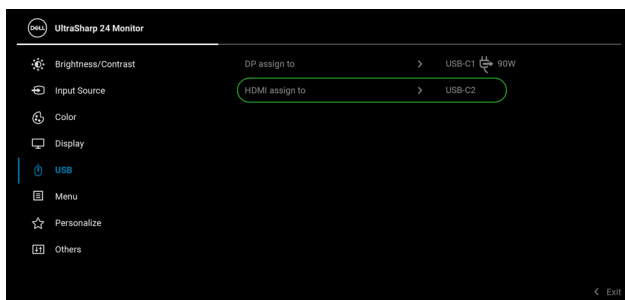 DELL UltraSharp 24 Monitor
Brightness/Contrast DP assign to > USB-C1 90W
Input Source HDMI assign to > USB-C2
Color
Display
USB
Menu
Personalize
Others
< Exit